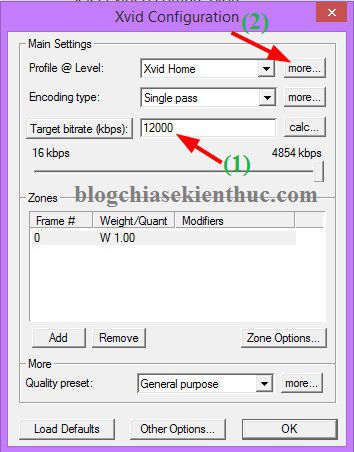 Xvid Configuration
(2)
Main Settings
Profile @ Level: Xvid Home more...
Encoding type: Single pass more...
Target bitrate (kbps): 12000 calc...
(1)
16 kbps 4854 kbps
blogchiasekienthuc.com
Zones
Frame # Weight/Quant Modifiers
0 W 1.00
Add Remove Zone Options...
More
Quality preset: General purpose more...
Load Defaults Other Options... OK